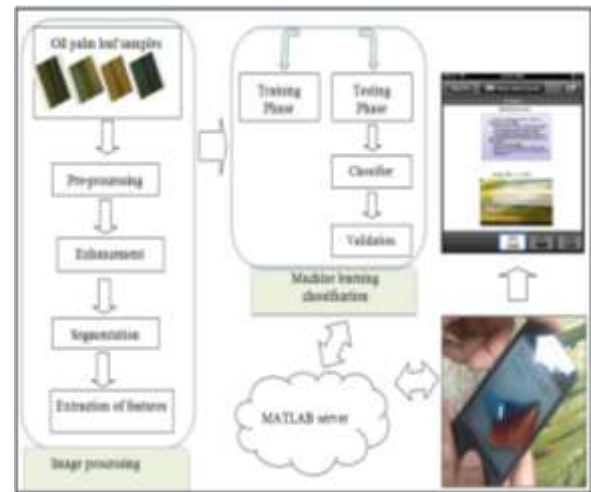 Oil palm leaf samples
Pre-processing
Enhancement
Segmentation
Extraction of features
Image processing
Training
Phase
Testing
Phase
Classifier
Validation
Machine learning
classification
MATLAB server